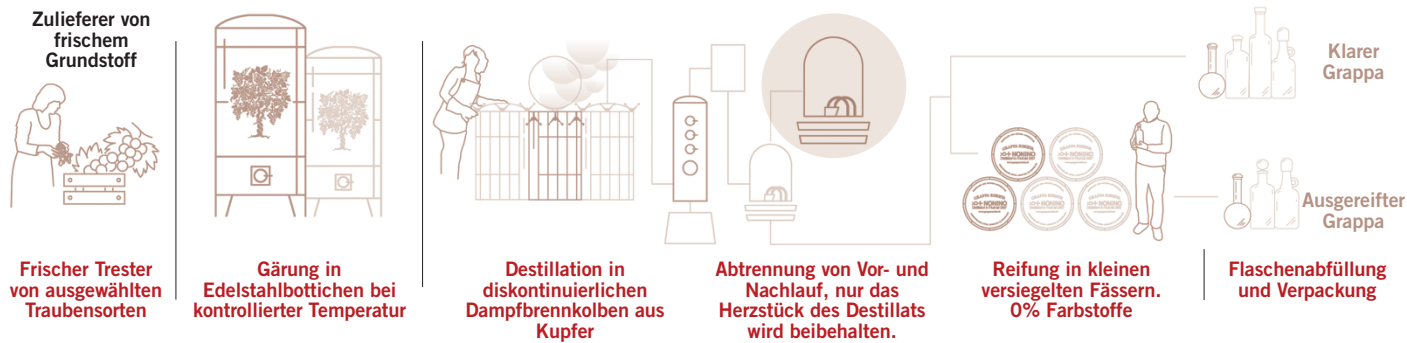 Zulieferer von
frischem
Grundstoff
Klarer
Grappa
Ausgereifter
Grappa
Frischer Trester
von ausgewählten
Traubensorten
Gärung in
Edelstahlbottichen bei
kontrollierter Temperatur
Destillation in
diskontinuierlichen
Dampfbrennkolben aus
Kupfer
Abtrennung von Vor- und
Nachlauf, nur das
Herzstück des Destillats
wird beibehalten.
Reifung in kleinen
versiegelten Fässern.
0% Farbstoffe
Flaschenabfüllung
und Verpackung